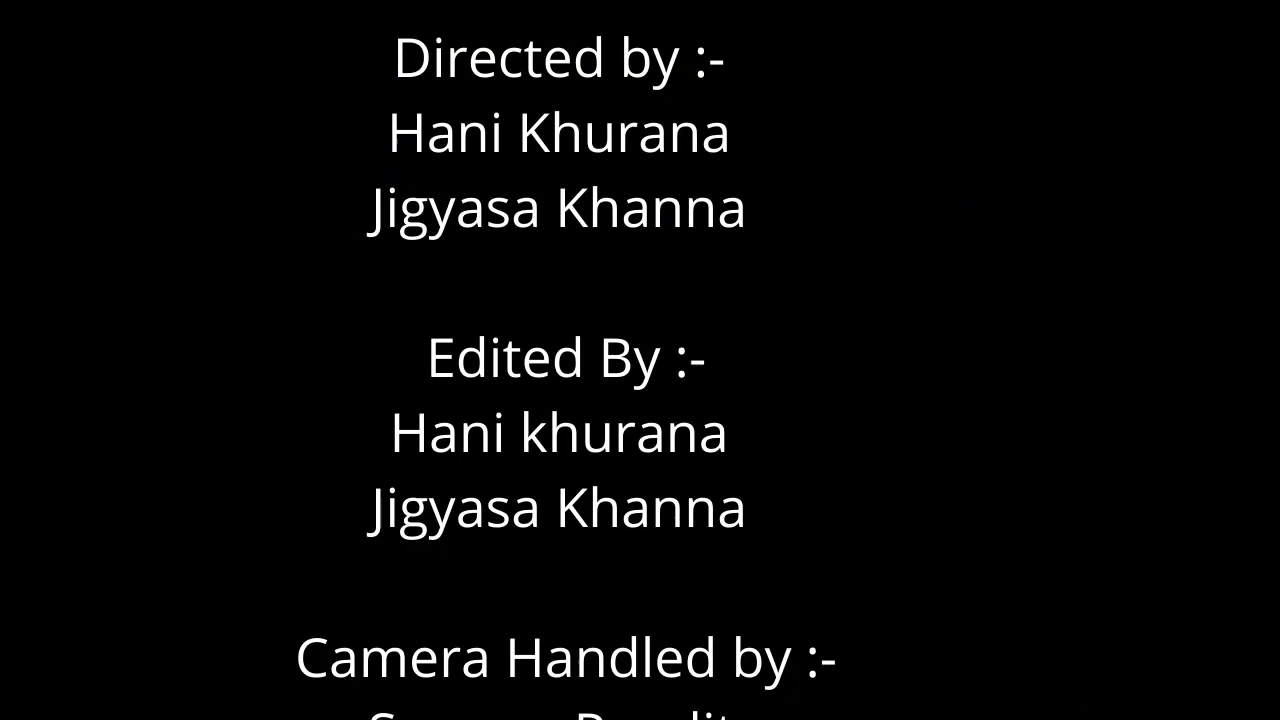 Directed by :-
Hani Khurana
Jigyasa Khanna
Edited By :-
Hani khurana
Jigyasa Khanna
Camera Handled by :-